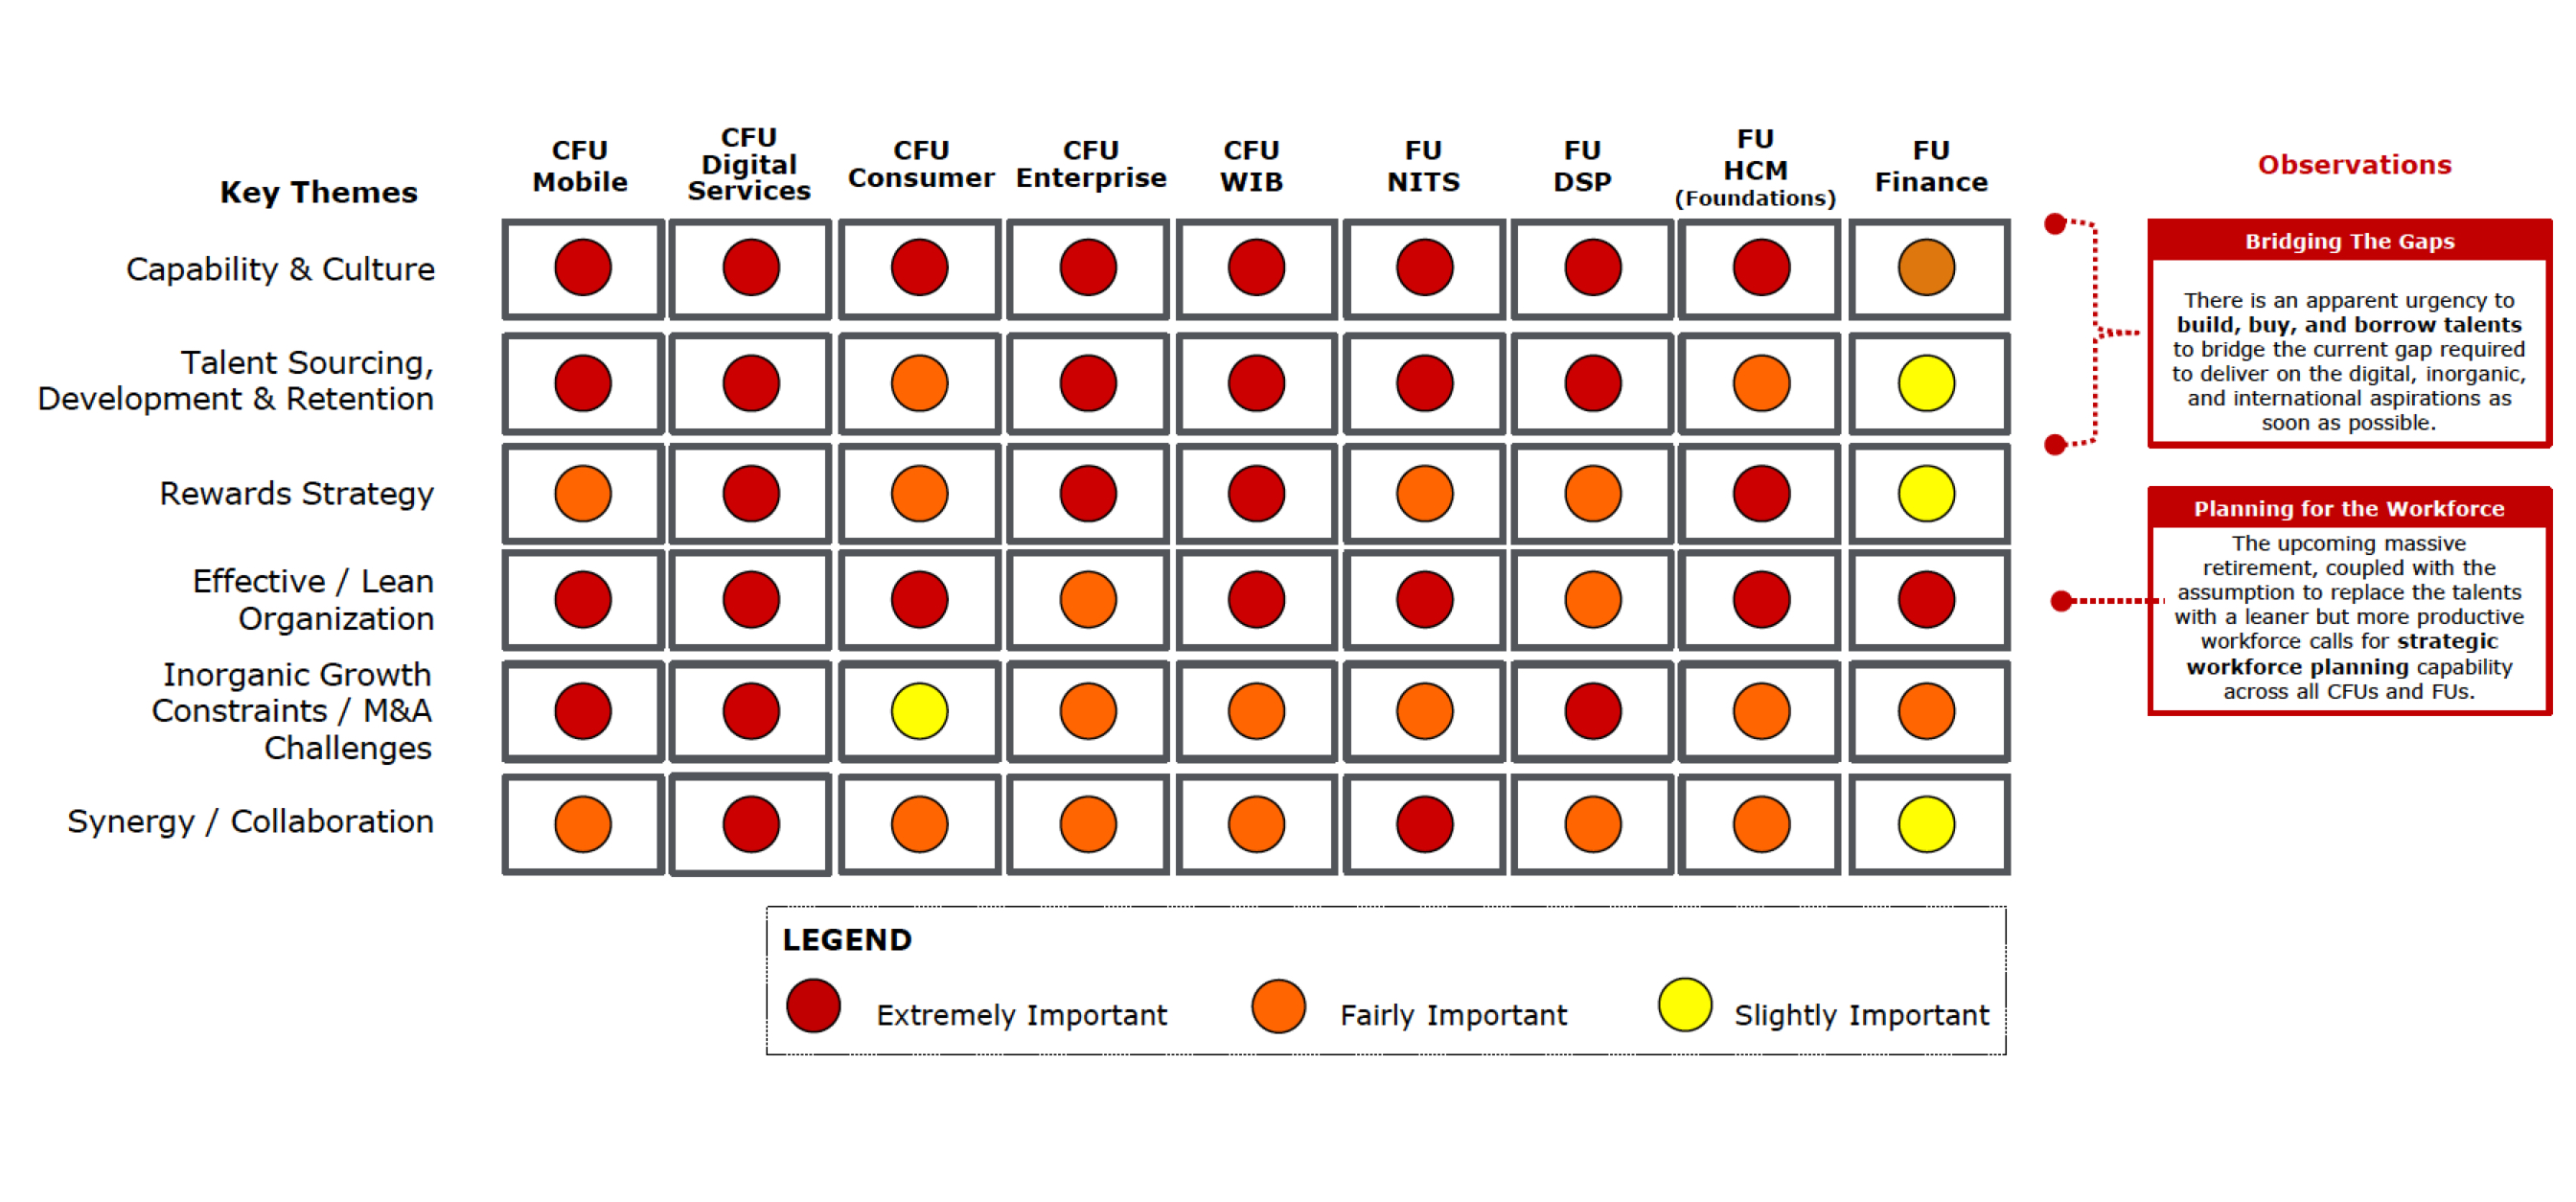 Key Themes
CFU
Mobile
CFU
Digital
Services
CFU
Consumer
CFU
Enterprise
CFU
WIB
FU
NITS
FU
DSP
FU
HCM
(Foundations)
FU
Finance
Observations
Capability & Culture
Talent Sourcing,
Development & Retention
Rewards Strategy
Effective / Lean
Organization
Inorganic Growth
Constraints / M&A
Challenges
Synergy / Collaboration
Bridging The Gaps
There is an apparent urgency to
build, buy, and borrow talents
to bridge the current gap required
to deliver on the digital, inorganic,
and international aspirations as
soon as possible.
Planning for the Workforce
The upcoming massive
retirement, coupled with the
assumption to replace the talents
with a leaner but more productive
workforce calls for strategic
workforce planning capability
across all CFUs and FUs.
LEGEND
Extremely Important
Fairly Important
Slightly Important